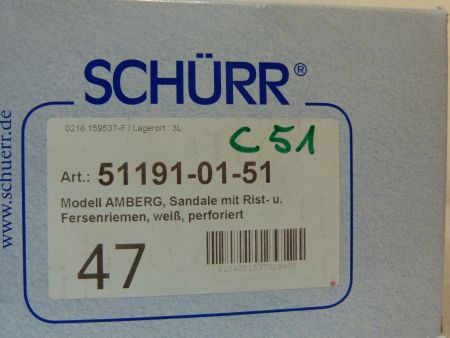 SCHÜRR®
www.schuerr.de
0216 159537-F / Lagerort : 3L
C 51
Art.: 51191-01-51
Modell AMBERG, Sandale mit Rist- u.
Fersenriemen, weiß, perforiert
47